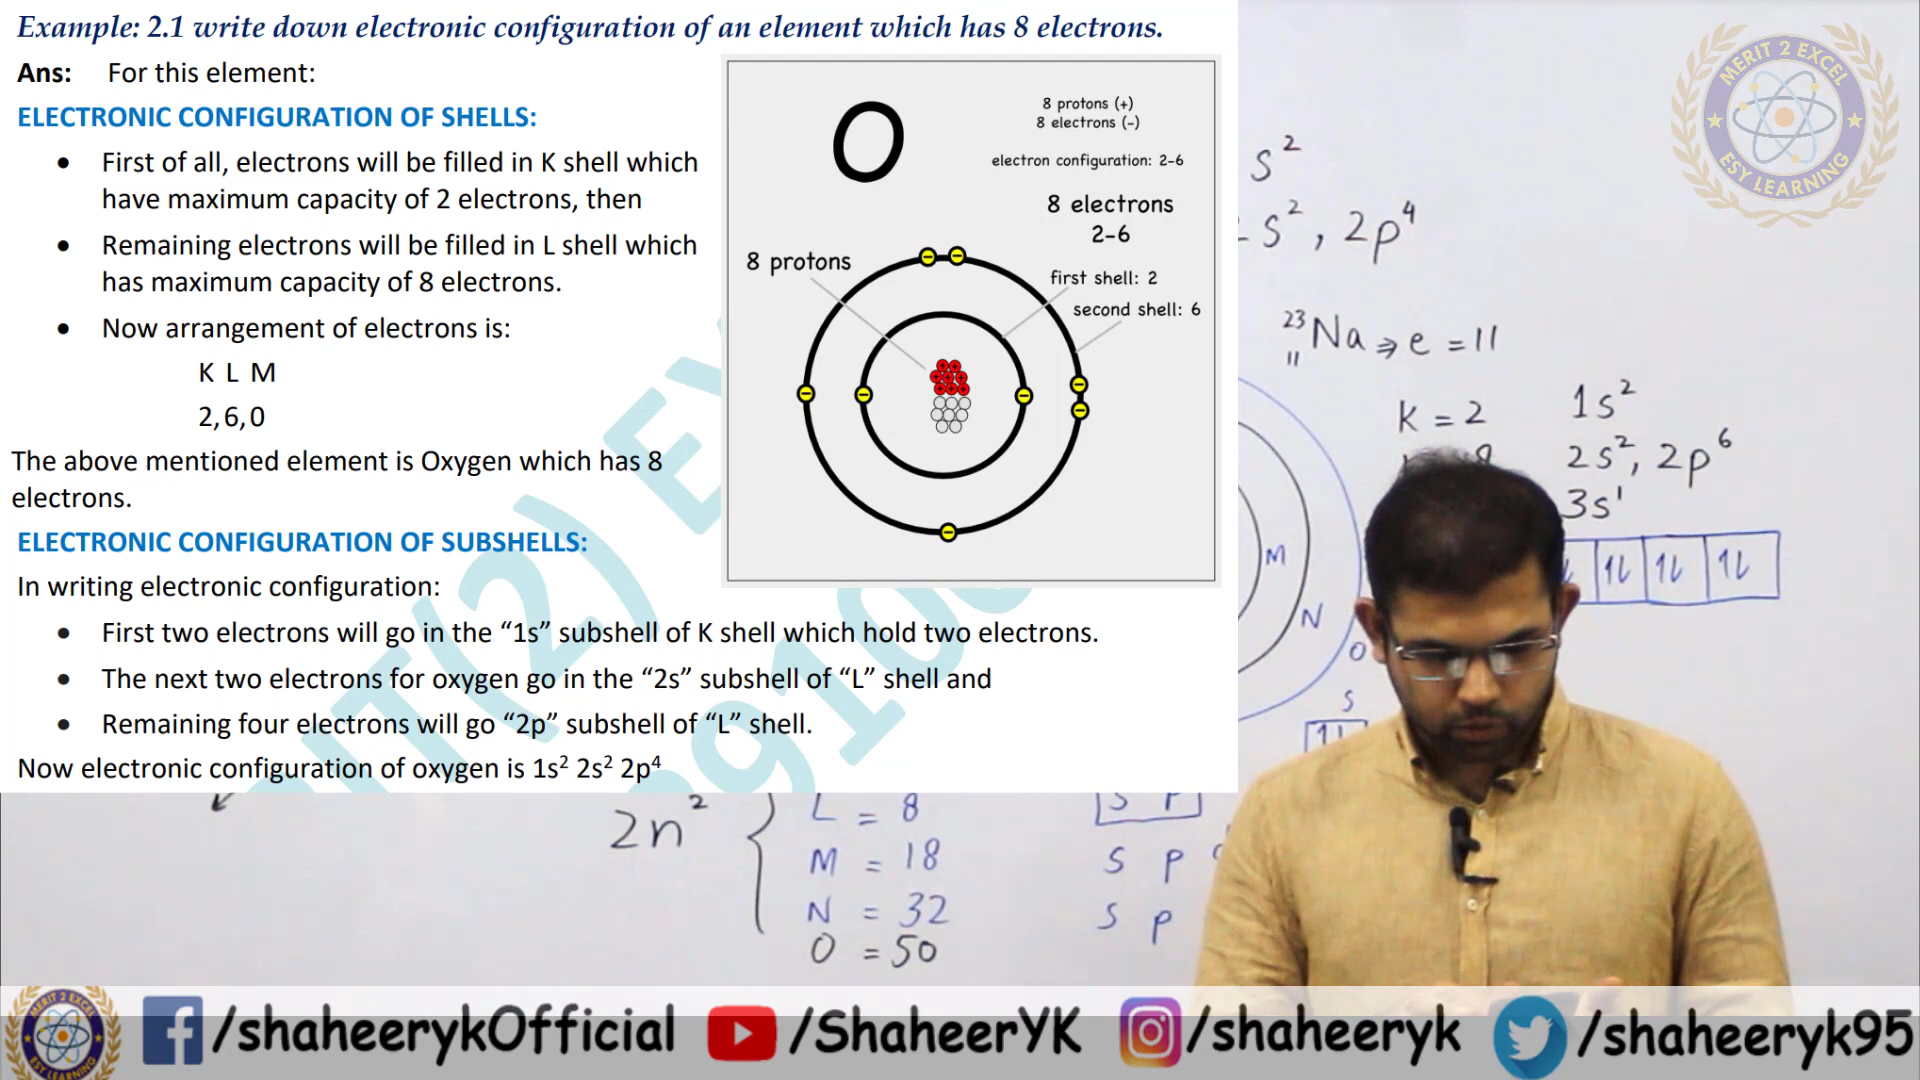 Example: 2.1 write down electronic configuration of an element which has 8 electrons.
Ans: For this element:
ELECTRONIC CONFIGURATION OF SHELLS:
• First of all, electrons will be filled in K shell which
have maximum capacity of 2 electrons, then
• Remaining electrons will be filled in L shell which
has maximum capacity of 8 electrons.
• Now arrangement of electrons is:
K L M
2,6,0
The above mentioned element is Oxygen which has 8
electrons.
ELECTRONIC CONFIGURATION OF SUBSHELLS:
In writing electronic configuration:
• First two electrons will go in the “1s” subshell of K shell which hold two electrons.
• The next two electrons for oxygen go in the “2s” subshell of “L” shell and
• Remaining four electrons will go “2p” subshell of “L” shell.
Now electronic configuration of oxygen is 1s² 2s² 2p⁴
O
8 protons (+)
8 electrons (-)
electron configuration: 2-6
8 electrons
2-6
8 protons
first shell: 2
second shell: 6
MERIT 2 EXCEL
ESY LEARNING
s²
s², 2p⁴
²³₁₁Na ⇒ e = 11
K = 2
1s²
2s², 2p⁶
3s¹
M
N
O
S
2n²
L = 8
M = 18
N = 32
O = 50
S P
S P
S P
/shaheerykOfficial
/ShaheerYK
/shaheeryk
/shaheeryk95